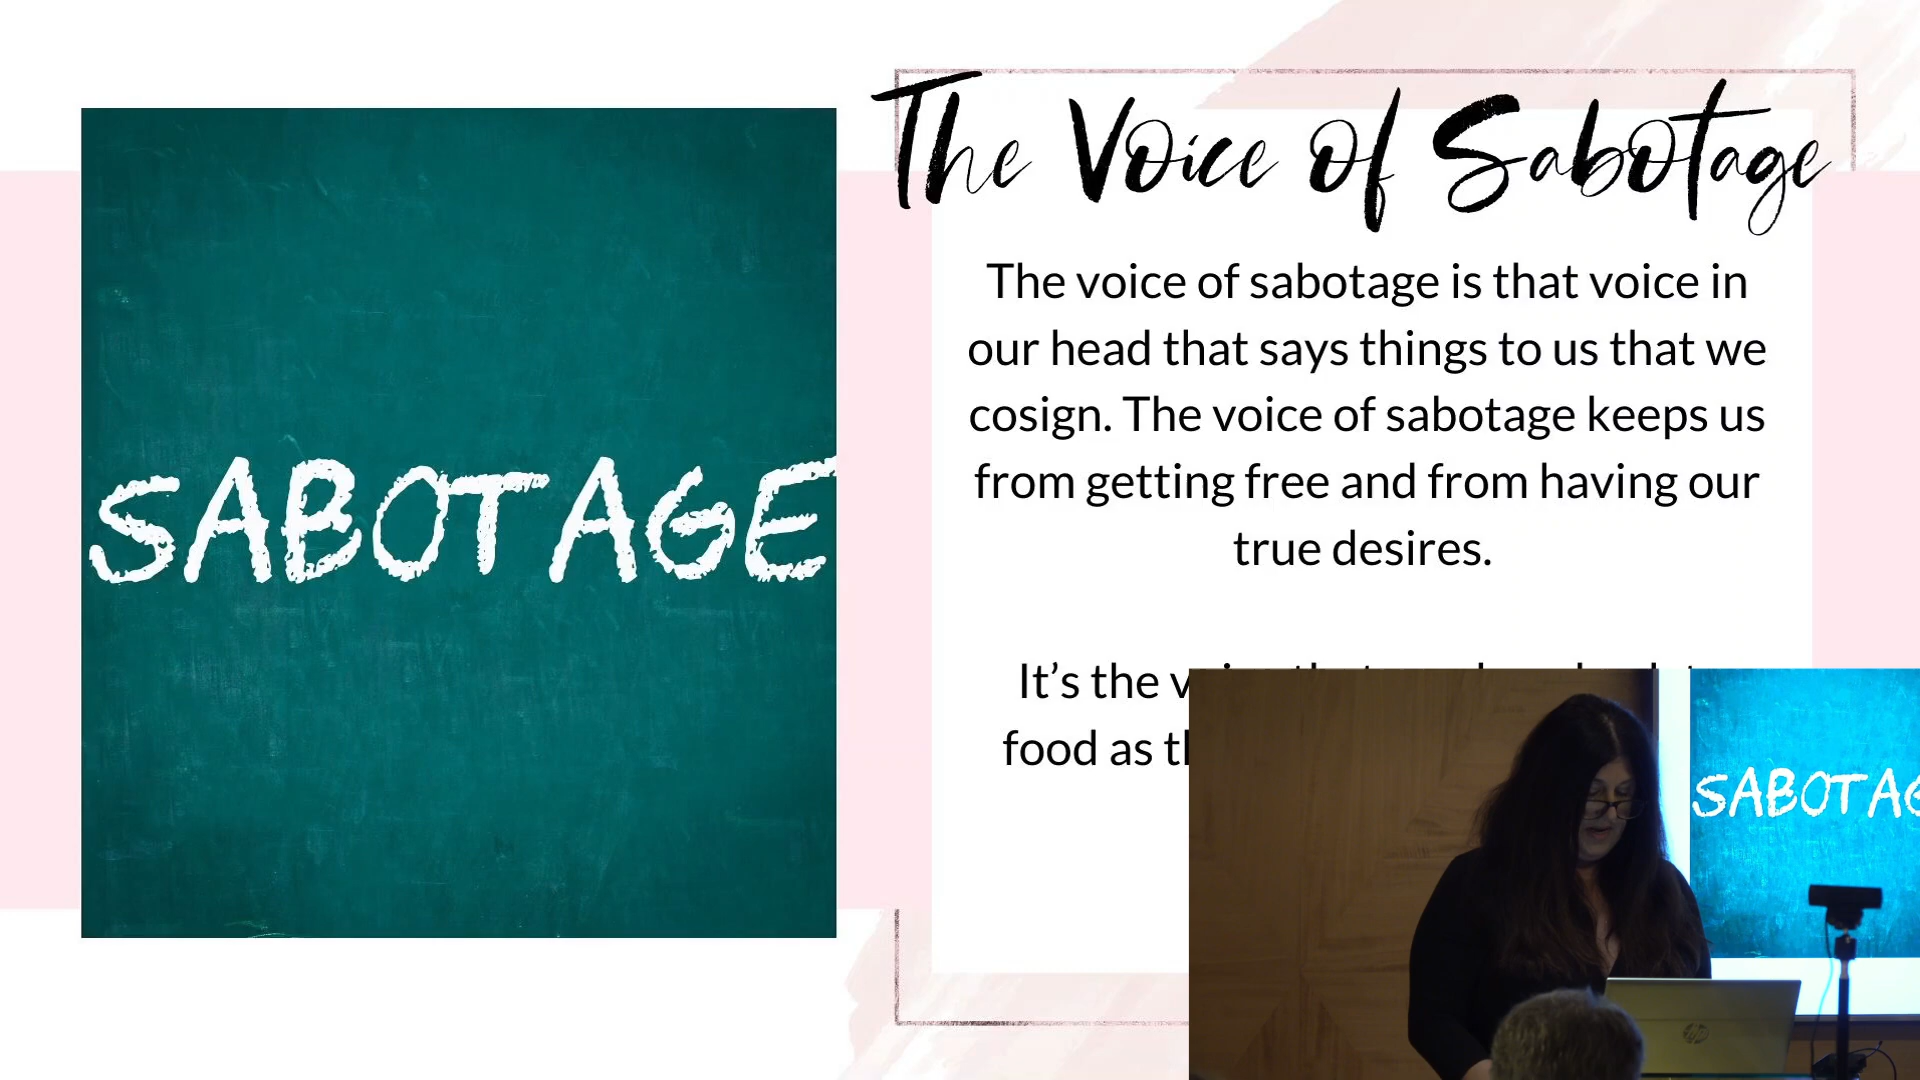 The Voice of Sabotage
SABOTAGE
The voice of sabotage is that voice in
our head that says things to us that we
cosign. The voice of sabotage keeps us
from getting free and from having our
true desires.
It's the
food as
SABOTAG
hp